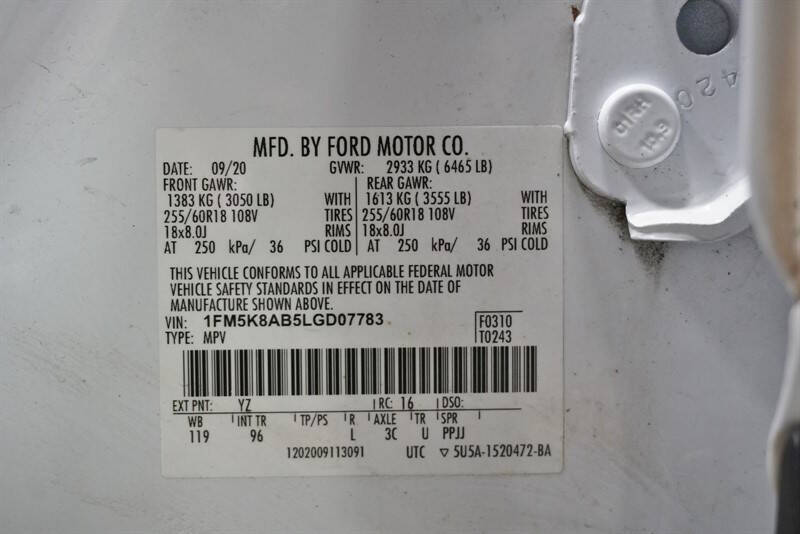 MFD. BY FORD MOTOR CO.
DATE: 09/20 GVWR: 2933 KG ( 6465 LB)
FRONT GAWR: REAR GAWR:
1383 KG ( 3050 LB) WITH 1613 KG ( 3555 LB) WITH
255/60R18 108V TIRES 255/60R18 108V TIRES
18x8.0J RIMS 18x8.0J RIMS
AT 250 kPa/ 36 PSI COLD AT 250 kPa/ 36 PSI COLD
THIS VEHICLE CONFORMS TO ALL APPLICABLE FEDERAL MOTOR
VEHICLE SAFETY STANDARDS IN EFFECT ON THE DATE OF
MANUFACTURE SHOWN ABOVE.
VIN: 1FM5K8AB5LGD07783 F0310
TYPE: MPV T0243
EXT PNT: YZ RC: 16 DSO:
WB INT TR TP/PS R AXLE TR SPR
119 96 L 3C U PPJJ
1202009113091 UTC ▽ 5U5A-1520472-BA
420
10.9